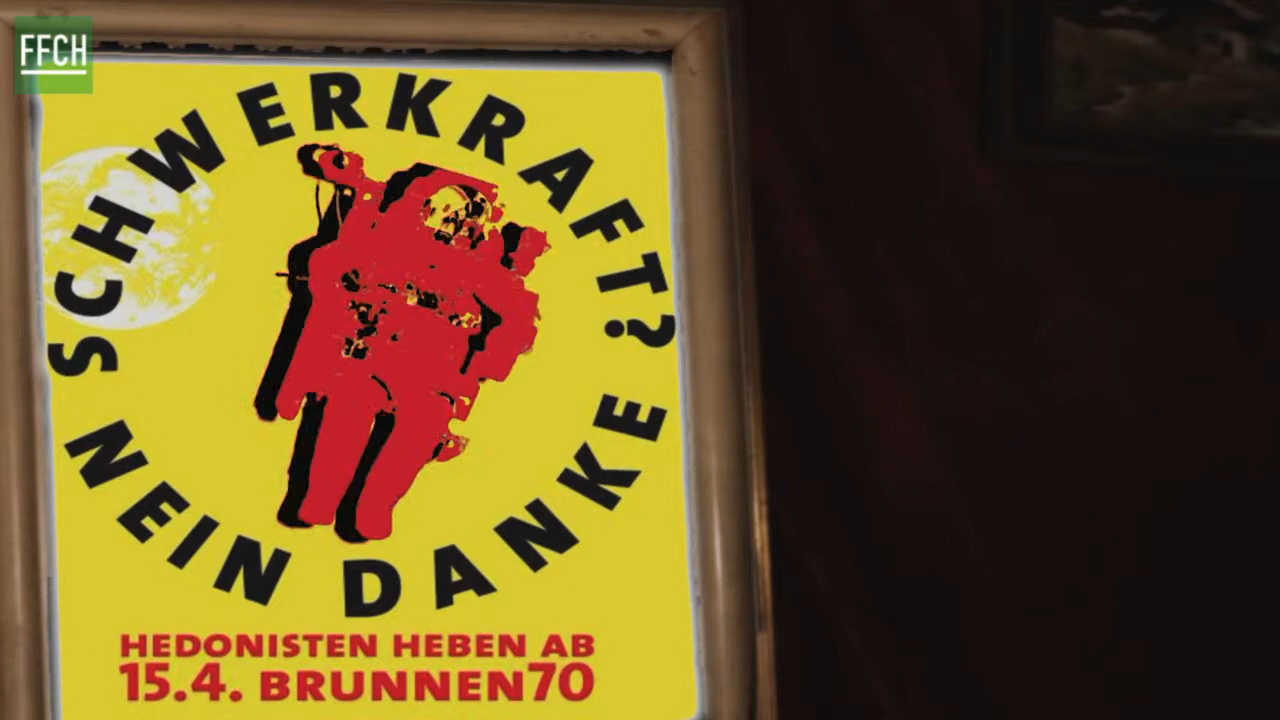 FFCH
SCHWERKRAFT?
NEIN DANKE
HEDONISTEN HEBEN AB
15.4. BRUNNEN70